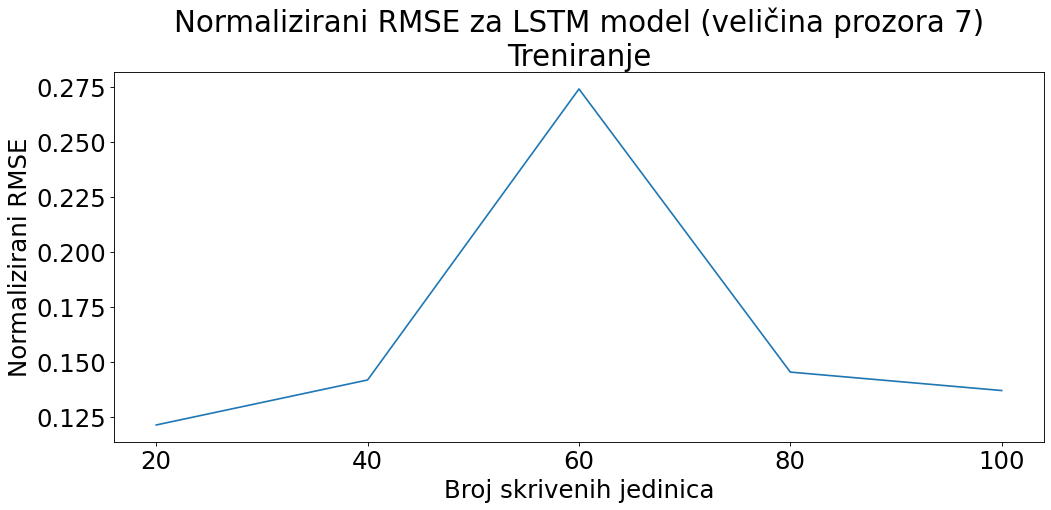 Normalizirani RMSE za LSTM model (veličina prozora 7)
Treniranje
Normalizirani RMSE
0.275
0.250
0.225
0.200
0.175
0.150
0.125
20 40 60 80 100
Broj skrivenih jedinica